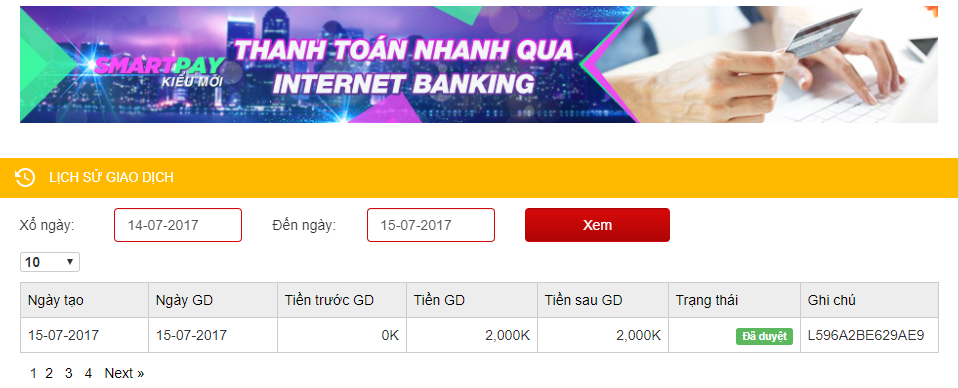 SMARTPAY
KIỂU MỚI
THANH TOÁN NHANH QUA
INTERNET BANKING
LỊCH SỬ GIAO DỊCH
Xổ ngày: 14-07-2017 Đến ngày: 15-07-2017 Xem
10
Ngày tạo Ngày GD Tiền trước GD Tiền GD Tiền sau GD Trạng thái Ghi chú
15-07-2017 15-07-2017 0K 2,000K 2,000K Đã duyệt L596A2BE629AE9
1 2 3 4 Next »